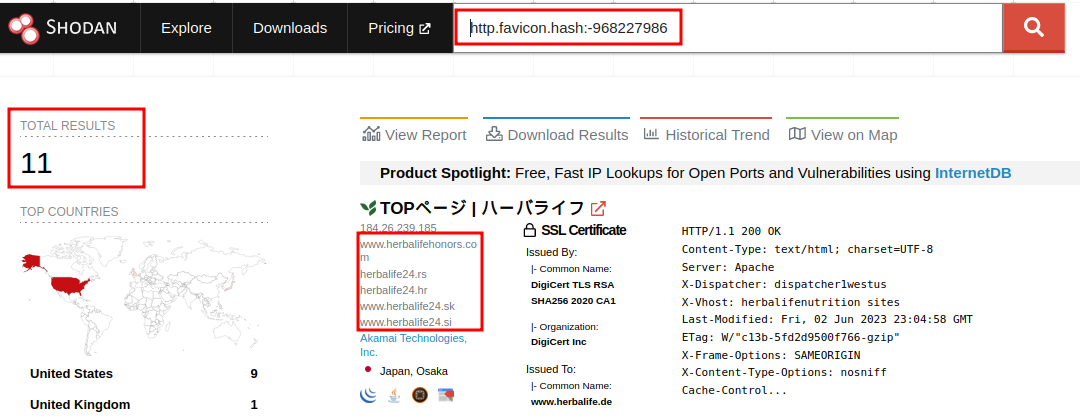 SHODAN
Explore
Downloads
Pricing
http.favicon.hash:-968227986
TOTAL RESULTS
11
TOP COUNTRIES
United States 9
United Kingdom 1
View Report
Download Results
Historical Trend
View on Map
Product Spotlight: Free, Fast IP Lookups for Open Ports and Vulnerabilities using InternetDB
TOPページ | ハーバライフ
184.26.239.185
www.herbalifehonors.co
m
herbalife24.rs
herbalife24.hr
www.herbalife24.sk
www.herbalife24.si
Akamai Technologies,
Inc.
Japan, Osaka
SSL Certificate
Issued By:
|- Common Name:
DigiCert TLS RSA
SHA256 2020 CA1
|- Organization:
DigiCert Inc
Issued To:
|- Common Name:
www.herbalife.de
HTTP/1.1 200 OK
Content-Type: text/html; charset=UTF-8
Server: Apache
X-Dispatcher: dispatcher1westus
X-Vhost: herbalifenutrition sites
Last-Modified: Fri, 02 Jun 2023 23:04:58 GMT
ETag: W/"c13b-5fd2d9500f766-gzip"
X-Frame-Options: SAMEORIGIN
X-Content-Type-Options: nosniff
Cache-Control...